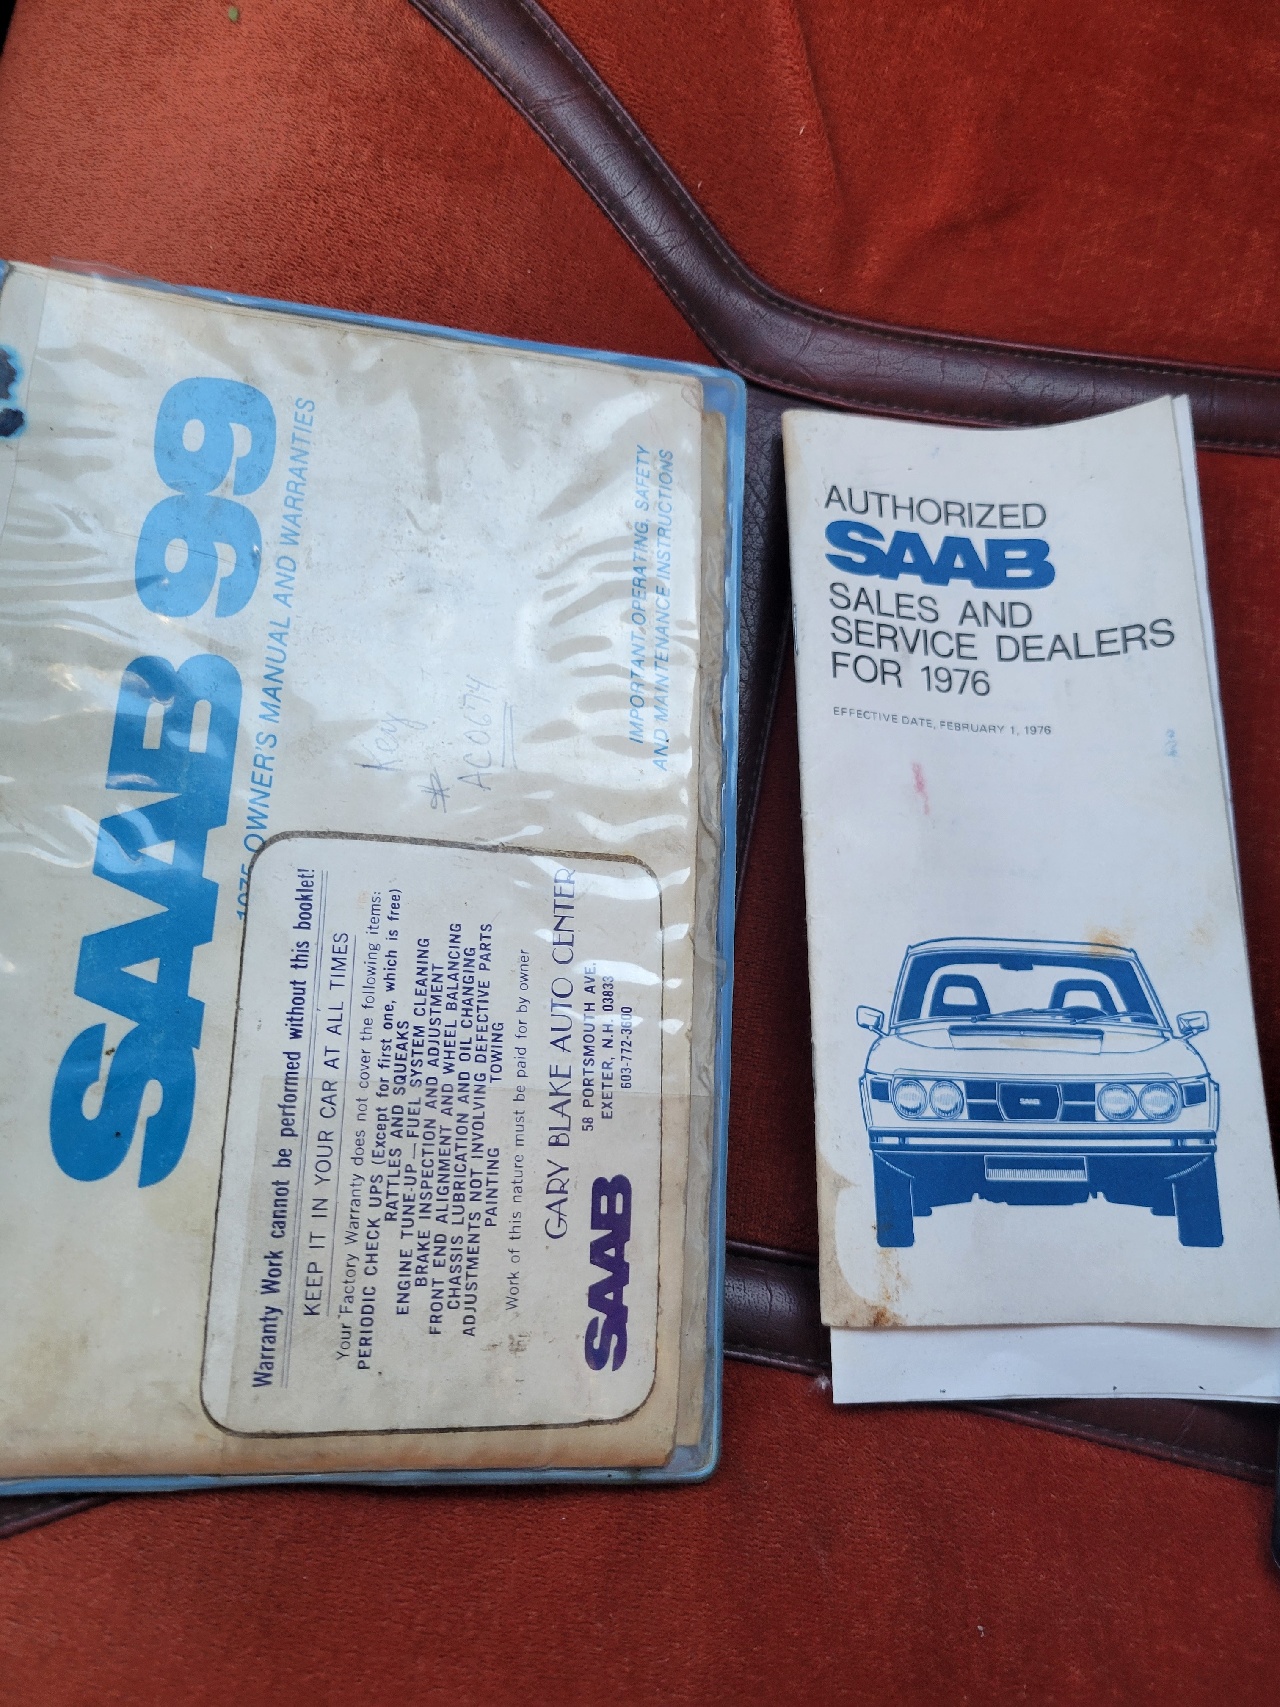 SAAB 99
1975 OWNER'S MANUAL AND WARRANTIES
Key
#
AC0674
IMPORTANT OPERATING, SAFETY
AND MAINTENANCE INSTRUCTIONS
Warranty Work cannot be performed without this booklet!
KEEP IT IN YOUR CAR AT ALL TIMES
Your Factory Warranty does not cover the following items:
PERIODIC CHECK UPS (Except for first one, which is free)
RATTLES AND SQUEAKS
ENGINE TUNE-UP — FUEL SYSTEM CLEANING
BRAKE INSPECTION AND ADJUSTMENT
FRONT END ALIGNMENT AND WHEEL BALANCING
CHASSIS LUBRICATION AND OIL CHANGING
ADJUSTMENTS NOT INVOLVING DEFECTIVE PARTS
PAINTING TOWING
Work of this nature must be paid for by owner
GARY BLAKE AUTO CENTER
58 PORTSMOUTH AVE.
EXETER, N.H. 03833
603-772-3600
SAAB
AUTHORIZED
SAAB
SALES AND
SERVICE DEALERS
FOR 1976
EFFECTIVE DATE, FEBRUARY 1, 1976
SAAB